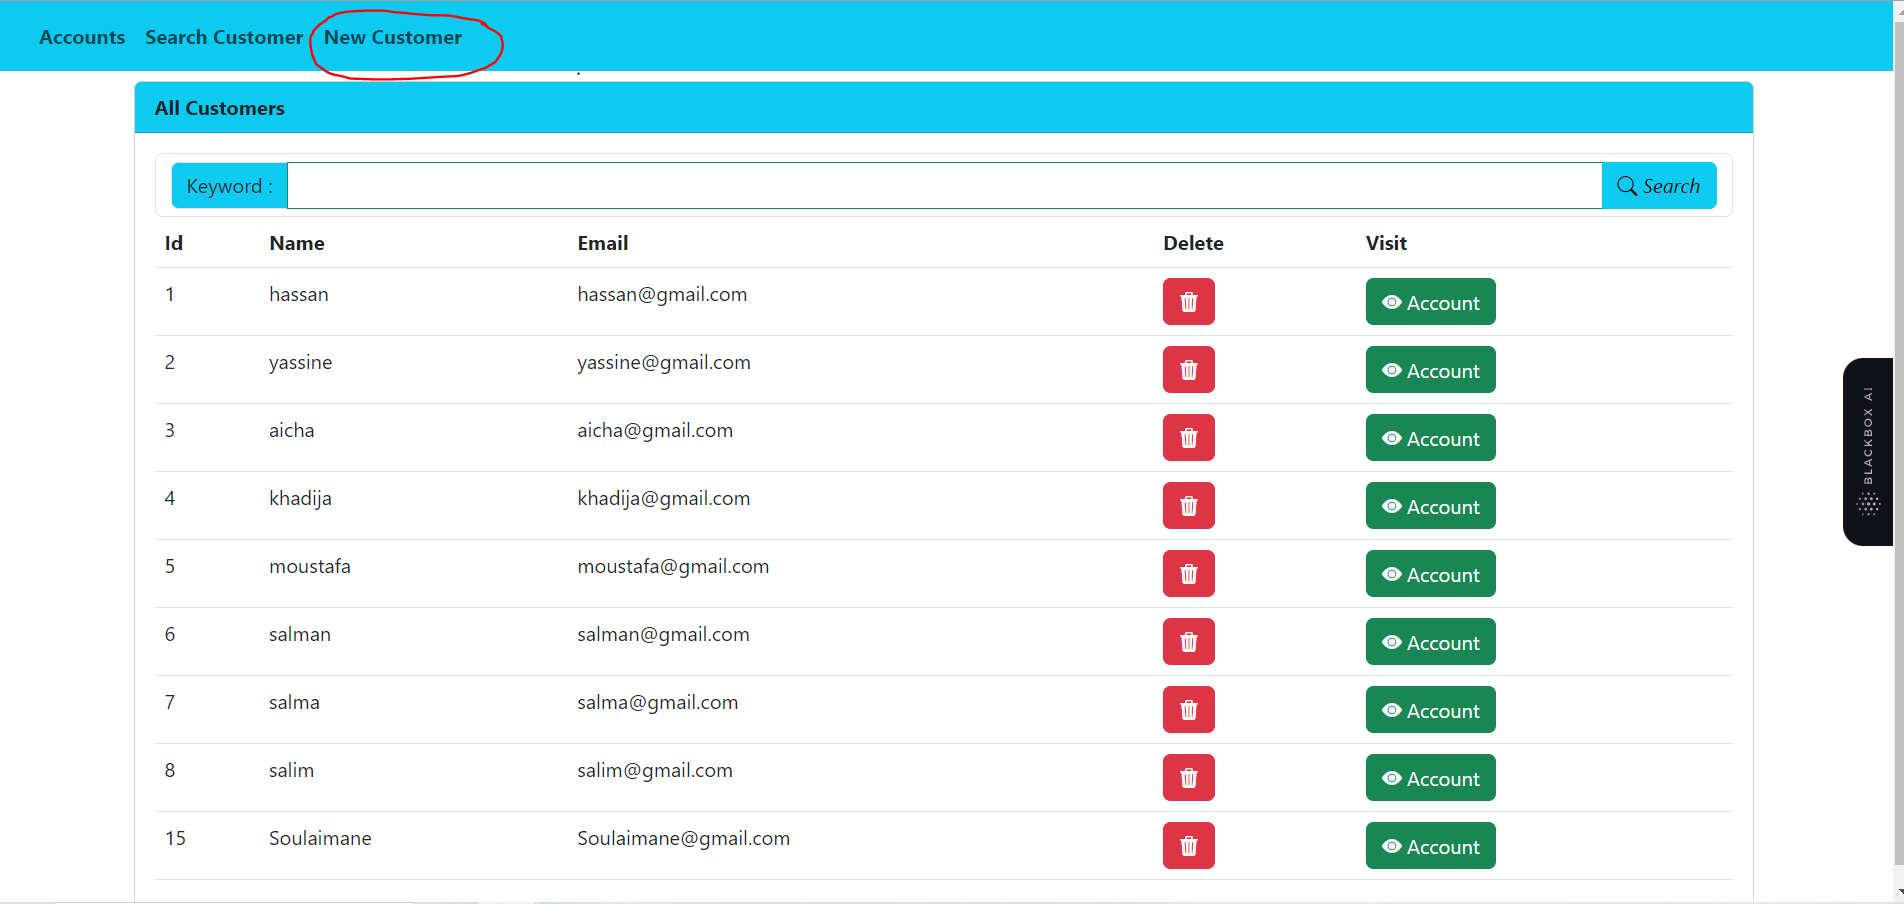 Accounts Search Customer New Customer
All Customers
Keyword : Search
Id Name Email Delete Visit
1 hassan hassan@gmail.com Account
2 yassine yassine@gmail.com Account
3 aicha aicha@gmail.com Account
4 khadija khadija@gmail.com Account
5 moustafa moustafa@gmail.com Account
6 salman salman@gmail.com Account
7 salma salma@gmail.com Account
8 salim salim@gmail.com Account
15 Soulaimane Soulaimane@gmail.com Account
BLACKBOX AI